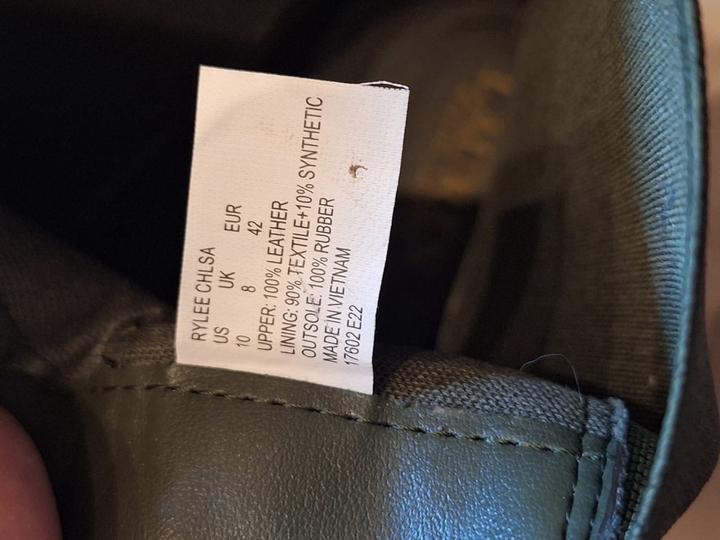 RYLEE CHLSA
US UK EUR
10 8 42
UPPER: 100% LEATHER
LINING: 90% TEXTILE+10% SYNTHETIC
OUTSOLE: 100% RUBBER
MADE IN VIETNAM
17602 E22